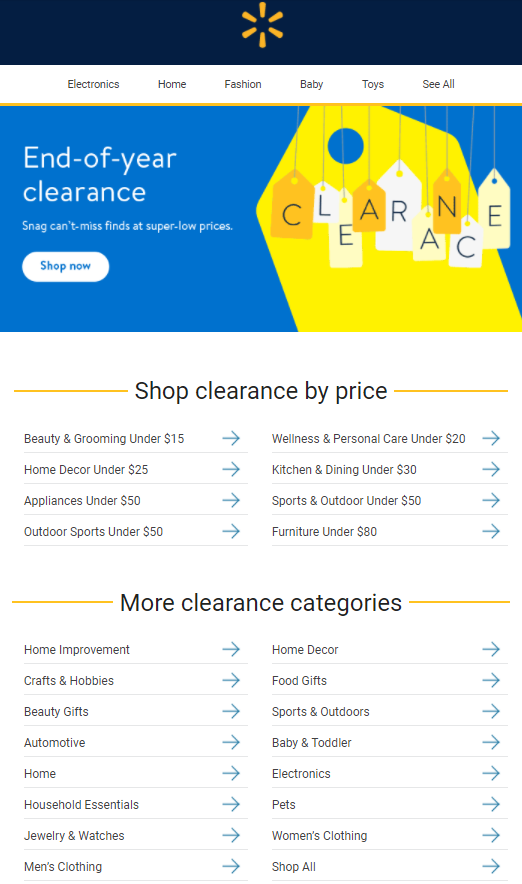 Electronics Home Fashion Baby Toys See All
End-of-year
clearance
Snag can't-miss finds at super-low prices.
Shop now
CLEARANCE
Shop clearance by price
Beauty & Grooming Under $15
Wellness & Personal Care Under $20
Home Decor Under $25
Kitchen & Dining Under $30
Appliances Under $50
Sports & Outdoor Under $50
Outdoor Sports Under $50
Furniture Under $80
More clearance categories
Home Improvement
Home Decor
Crafts & Hobbies
Food Gifts
Beauty Gifts
Sports & Outdoors
Automotive
Baby & Toddler
Home
Electronics
Household Essentials
Pets
Jewelry & Watches
Women's Clothing
Men's Clothing
Shop All